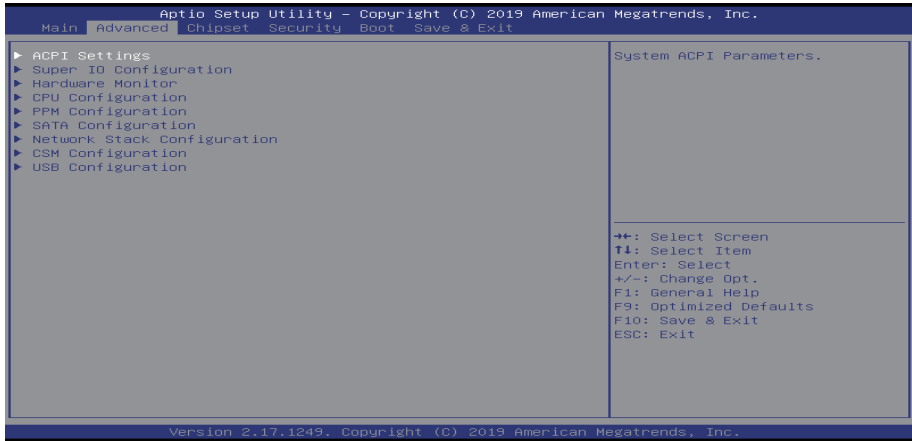 Aptio Setup Utility – Copyright (C) 2019 American Megatrends, Inc.
Main Advanced Chipset Security Boot Save & Exit
▶ ACPI Settings
▶ Super IO Configuration
▶ Hardware Monitor
▶ CPU Configuration
▶ PPM Configuration
▶ SATA Configuration
▶ Network Stack Configuration
▶ CSM Configuration
▶ USB Configuration
System ACPI Parameters.
→←: Select Screen
↑↓: Select Item
Enter: Select
+/-: Change Opt.
F1: General Help
F9: Optimized Defaults
F10: Save & Exit
ESC: Exit
Version 2.17.1249. Copyright (C) 2019 American Megatrends, Inc.